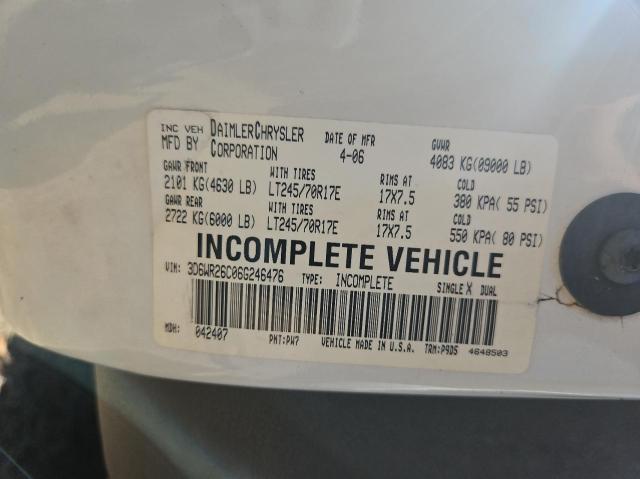 INC VEH DAIMLERCHRYSLER DATE OF MFR GVWR
MFD BY CORPORATION 4-06 4083 KG(09000 LB)
GAWR FRONT WITH TIRES RIMS AT COLD
2101 KG(4630 LB) LT245/70R17E 17X7.5 380 KPA( 55 PSI)
GAWR REAR WITH TIRES RIMS AT COLD
2722 KG(6000 LB) LT245/70R17E 17X7.5 550 KPA( 80 PSI)
INCOMPLETE VEHICLE
VIN: 3D6WR26C06G246476 TYPE: INCOMPLETE SINGLE X DUAL
MDH: 042407 PNT:PW7 VEHICLE MADE IN U.S.A. TRM:P9D5 4648503